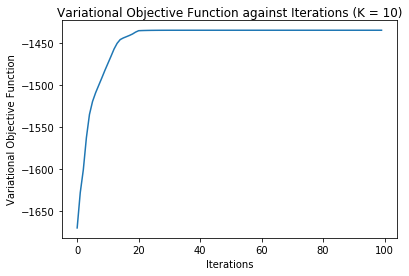 Variational Objective Function against Iterations (K = 10)
Variational Objective Function
−1450
−1500
−1550
−1600
−1650
0 20 40 60 80 100
Iterations